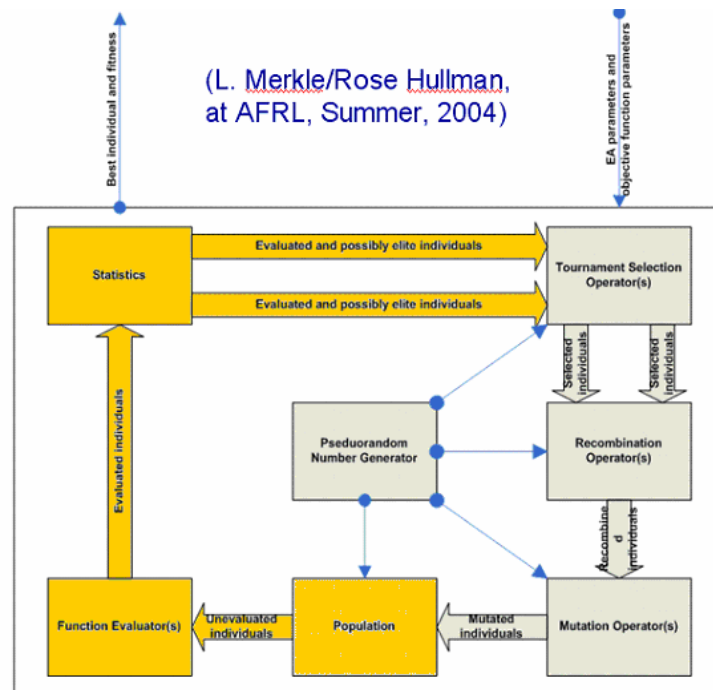 Best individual and fitness
(L. Merkle/Rose Hullman,
at AFRL, Summer, 2004)
EA parameters and
objective function parameters
Statistics
Evaluated and possibly elite individuals
Evaluated and possibly elite individuals
Tournament Selection
Operator(s)
Selected
individuals
Selected
individuals
Evaluated individuals
Pseduorandom
Number Generator
Recombination
Operator(s)
Recombine
d
individuals
Function Evaluator(s)
Unevaluated
individuals
Population
Mutated
individuals
Mutation Operator(s)